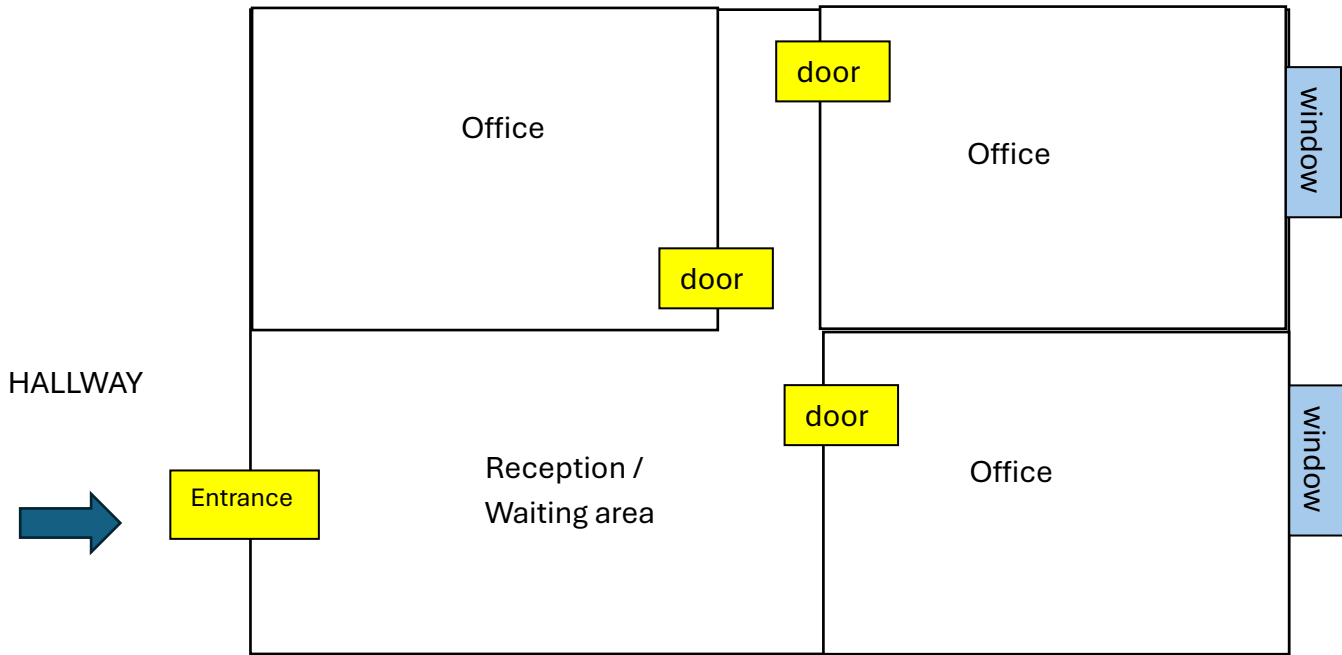 door
Office
Office
window
door
HALLWAY
door
window
Reception /
Waiting area
Office
Entrance